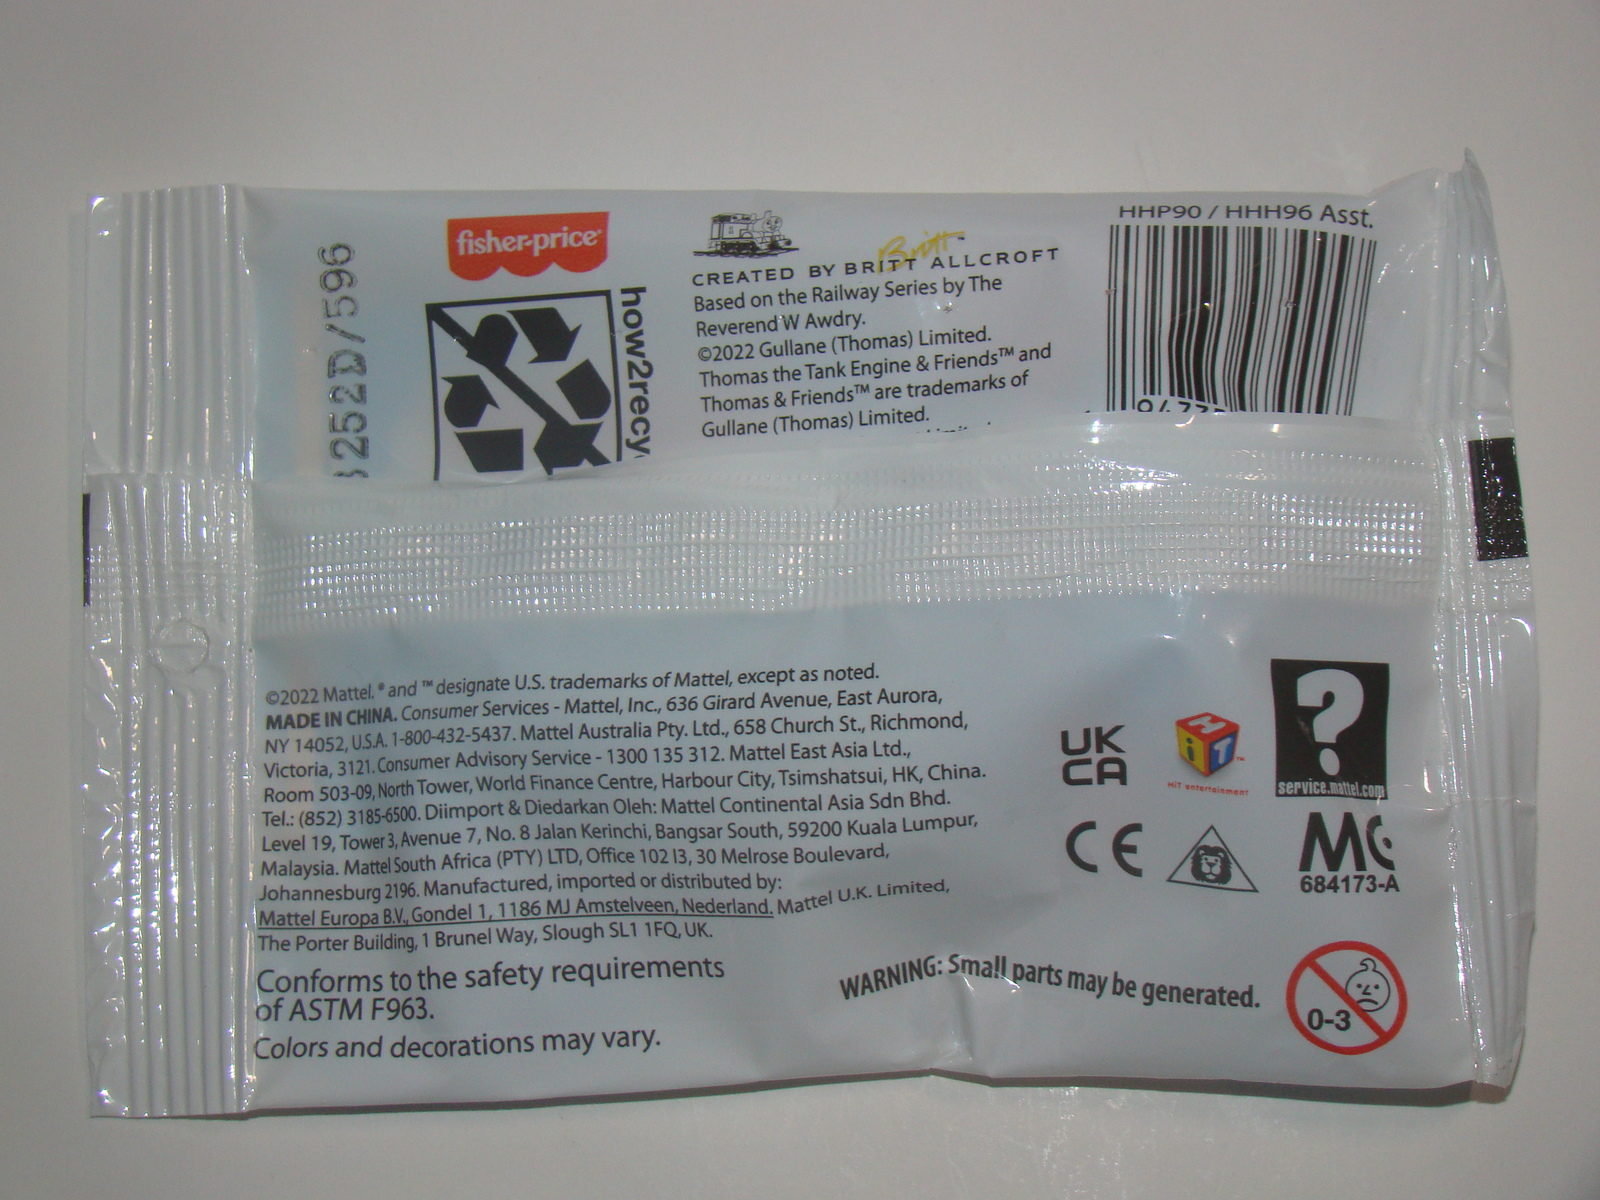 252D/596
fisher-price
how2recy
Britt™
CREATED BY BRITT ALLCROFT
Based on the Railway Series by The
Reverend W Awdry.
©2022 Gullane (Thomas) Limited.
Thomas the Tank Engine & Friends™ and
Thomas & Friends™ are trademarks of
Gullane (Thomas) Limited.
HHP90 / HHH96 Asst.
©2022 Mattel. ® and ™ designate U.S. trademarks of Mattel, except as noted.
MADE IN CHINA. Consumer Services - Mattel, Inc., 636 Girard Avenue, East Aurora,
NY 14052, U.S.A. 1-800-432-5437. Mattel Australia Pty. Ltd., 658 Church St., Richmond,
Victoria, 3121. Consumer Advisory Service - 1300 135 312. Mattel East Asia Ltd.,
Room 503-09, North Tower, World Finance Centre, Harbour City, Tsimshatsui, HK, China.
Tel.: (852) 3185-6500. Diimport & Diedarkan Oleh: Mattel Continental Asia Sdn Bhd.
Level 19, Tower 3, Avenue 7, No. 8 Jalan Kerinchi, Bangsar South, 59200 Kuala Lumpur,
Malaysia. Mattel South Africa (PTY) LTD, Office 102 I3, 30 Melrose Boulevard,
Johannesburg 2196. Manufactured, imported or distributed by:
Mattel Europa B.V., Gondel 1, 1186 MJ Amstelveen, Nederland. Mattel U.K. Limited,
The Porter Building, 1 Brunel Way, Slough SL1 1FQ, UK.
Conforms to the safety requirements
of ASTM F963.
Colors and decorations may vary.
UK
CA
HiT™
HiT entertainment
?
service.mattel.com
CE
MC
684173-A
WARNING: Small parts may be generated.
0-3